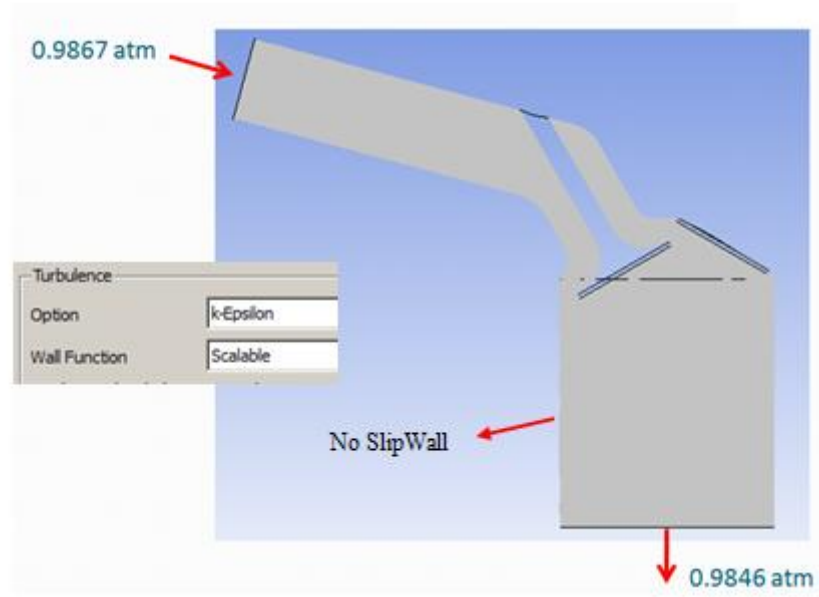 0.9867 atm
Turbulence
Option
k-Epsilon
Wall Function
Scalable
No SlipWall
0.9846 atm